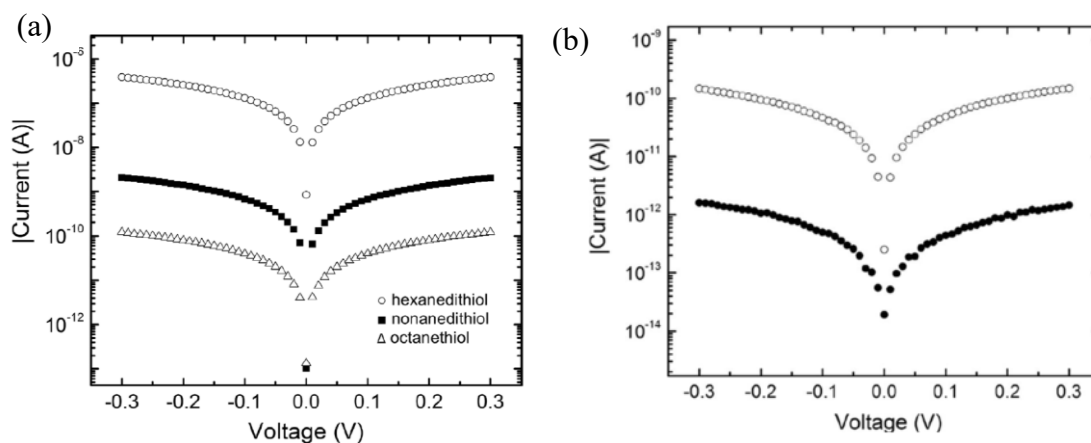 (a)
|Current (A)|
10⁻⁵
10⁻⁸
10⁻¹⁰
10⁻¹²
hexanedithiol
nonanedithiol
octanethiol
-0.3 -0.2 -0.1 0.0 0.1 0.2 0.3
Voltage (V)
(b)
|Current (A)|
10⁻⁹
10⁻¹⁰
10⁻¹¹
10⁻¹²
10⁻¹³
10⁻¹⁴
-0.3 -0.2 -0.1 0.0 0.1 0.2 0.3
Voltage (V)